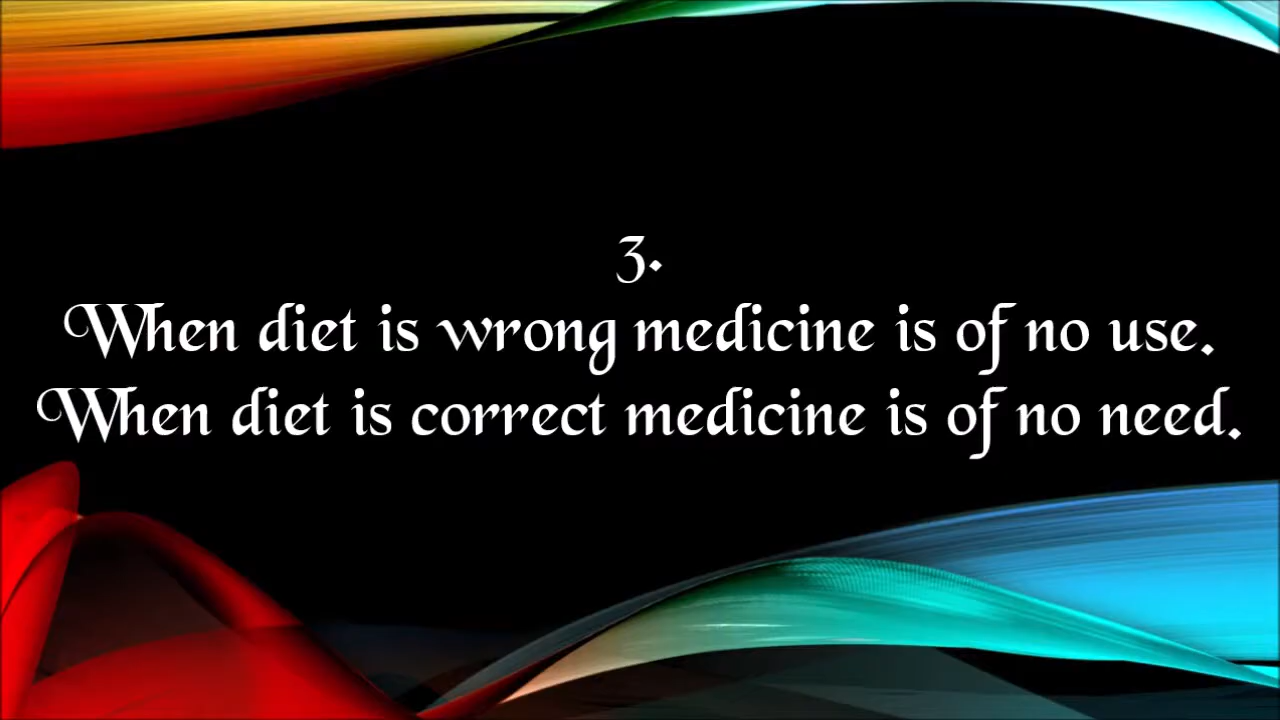 3.
When diet is wrong medicine is of no use.
When diet is correct medicine is of no need.